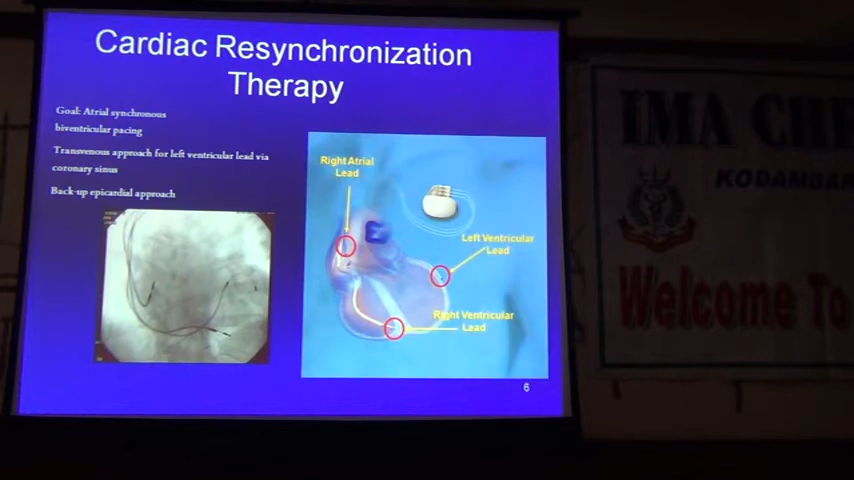 Cardiac Resynchronization
Therapy
Goal: Atrial synchronous
biventricular pacing
Transvenous approach for left ventricular lead via
coronary sinus
Back-up epicardial approach
Right Atrial
Lead
Left Ventricular
Lead
Right Ventricular
Lead
6
IMA CHE
KODAMBAK
Welcome To